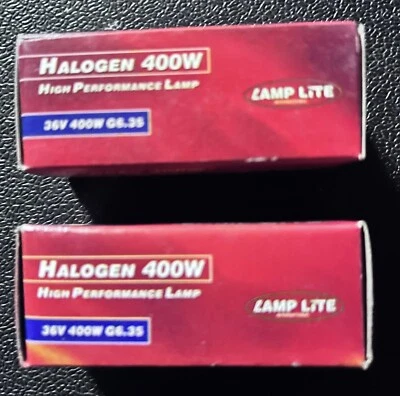 HALOGEN 400W
HIGH PERFORMANCE LAMP
LAMP LITE
36V 400W G6.35
HALOGEN 400W
HIGH PERFORMANCE LAMP
LAMP LITE
36V 400W G6.35